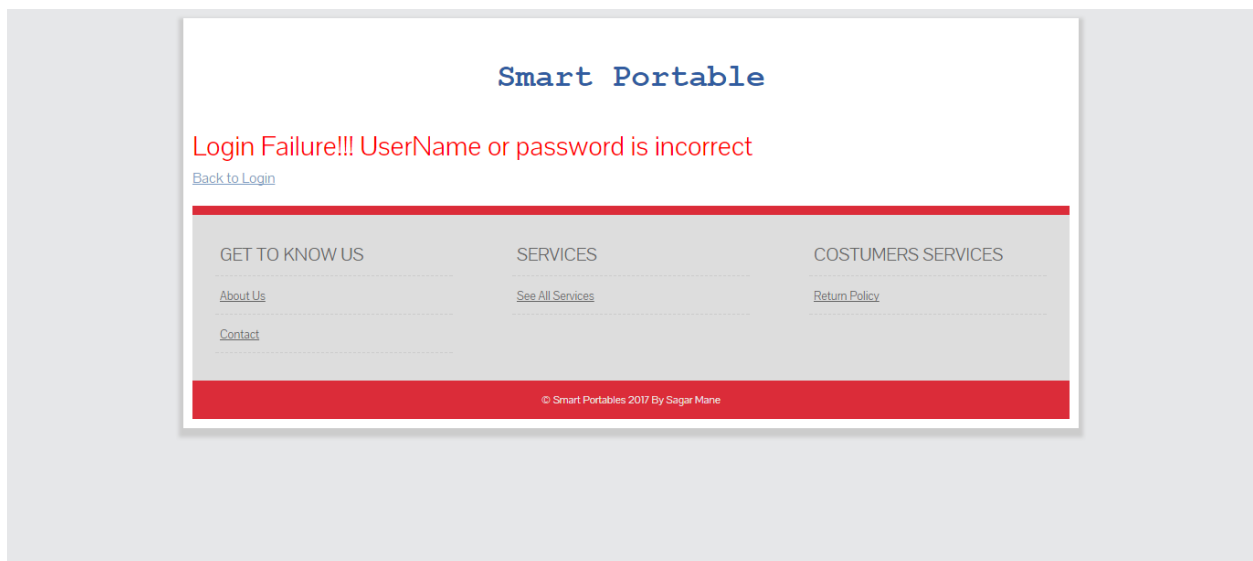 Smart Portable
Login Failure!!! UserName or password is incorrect
Back to Login
GET TO KNOW US
About Us
Contact
SERVICES
See All Services
COSTUMERS SERVICES
Return Policy
© Smart Portables 2017 By Sagar Mane